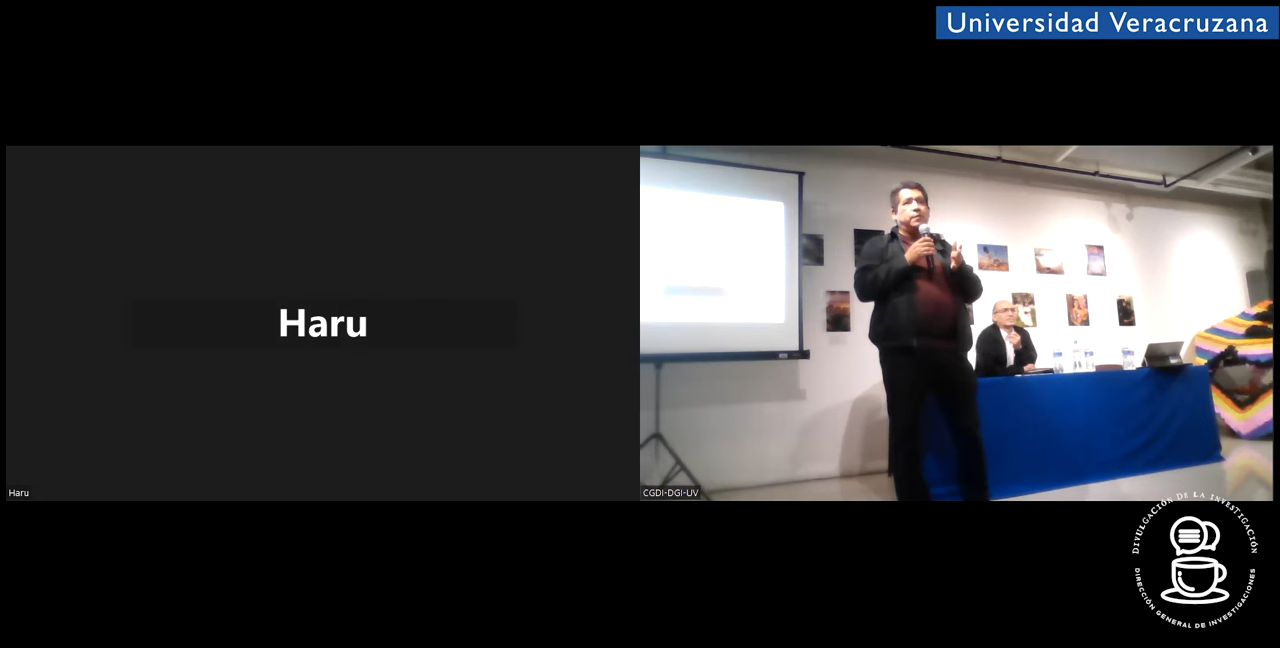 Universidad Veracruzana
Haru
Haru
CGDI-DGI-UV
DIVULGACIÓN DE LA INVESTIGACIÓN
DIRECCIÓN GENERAL DE INVESTIGACIONES